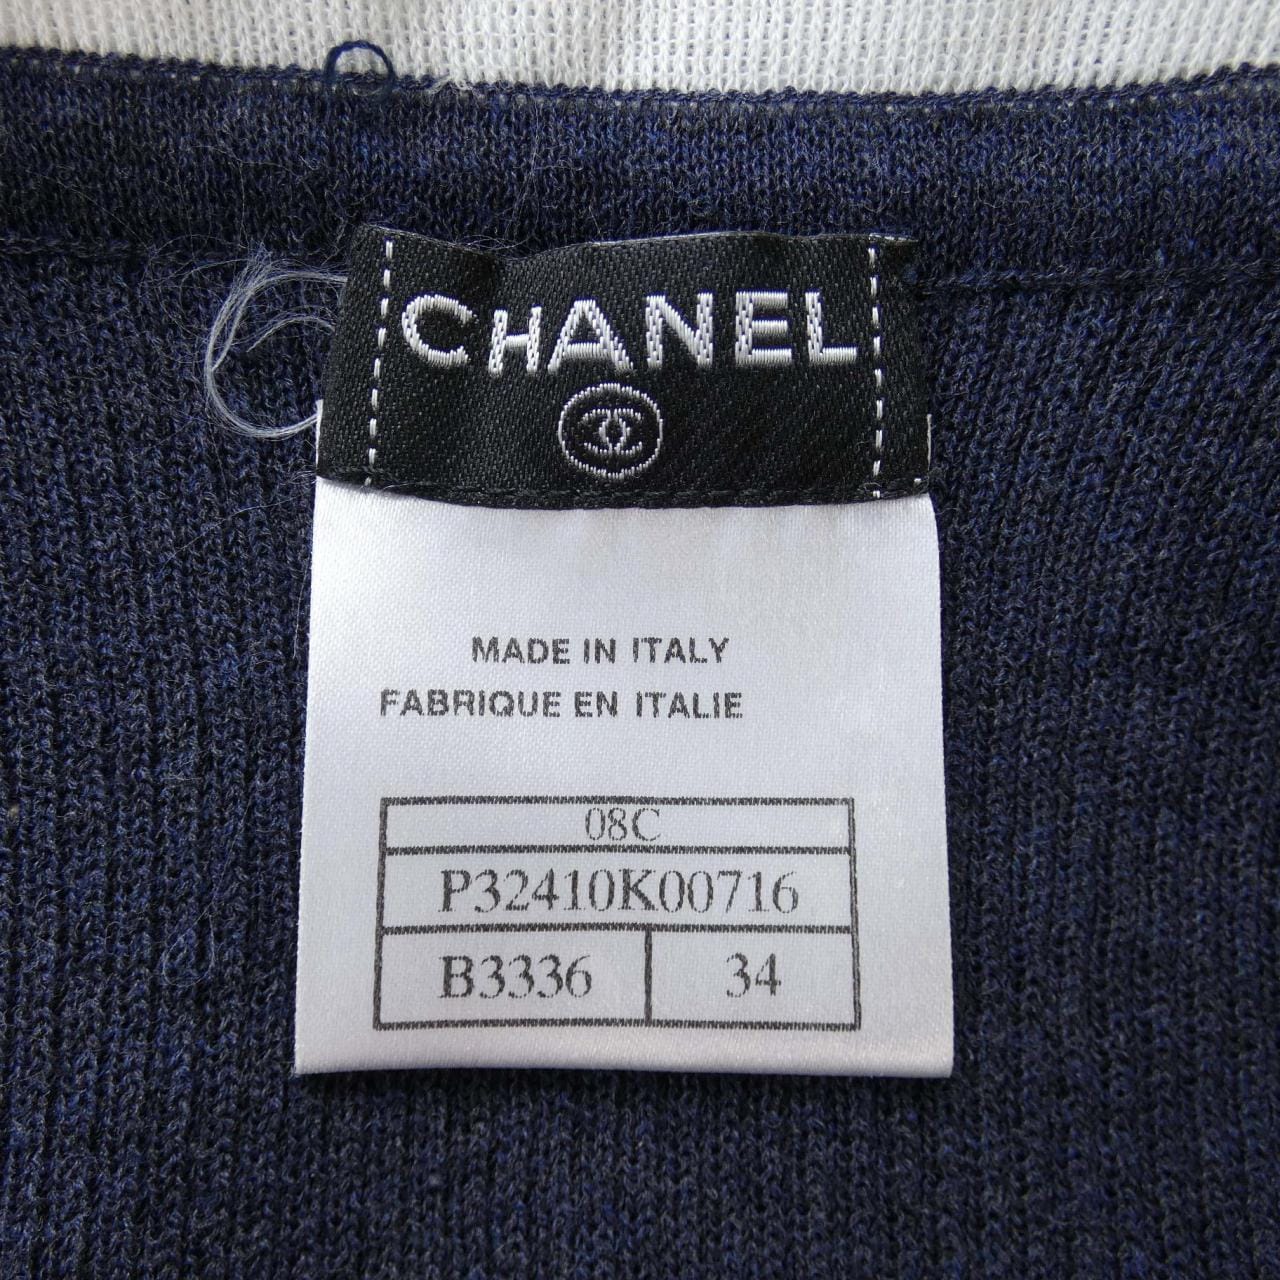 CHANEL
MADE IN ITALY
FABRIQUE EN ITALIE
08C
P32410K00716
B3336 34